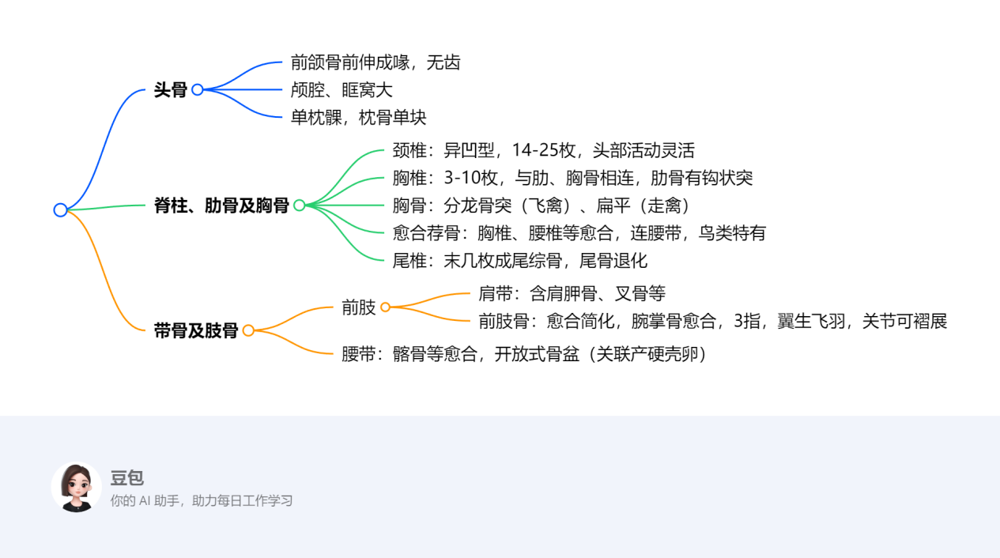 头骨
前颌骨前伸成喙，无齿
颅腔、眶窝大
单枕髁，枕骨单块
脊柱、肋骨及胸骨
颈椎：异凹型，14-25枚，头部活动灵活
胸椎：3-10枚，与肋、胸骨相连，肋骨有钩状突
胸骨：分龙骨突（飞禽）、扁平（走禽）
愈合荐骨：胸椎、腰椎等愈合，连腰带，鸟类特有
尾椎：末几枚成尾综骨，尾骨退化
带骨及肢骨
前肢
肩带：含肩胛骨、叉骨等
前肢骨：愈合简化，腕掌骨愈合，3指，翼生飞羽，关节可褶展
腰带：髂骨等愈合，开放式骨盆（关联产硬壳卵）
豆包
你的 AI 助手，助力每日工作学习